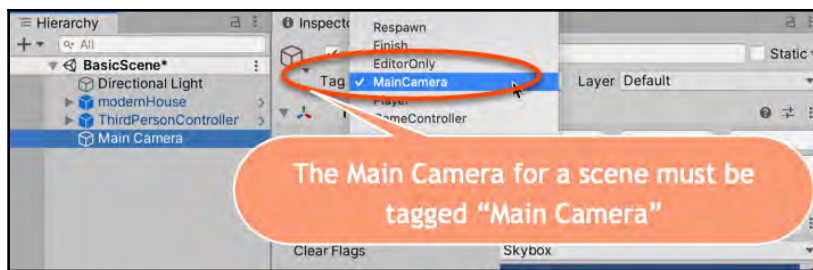 Hierarchy
Inspecto
Respawn
All
Finish
Static
BasicScene*
EditorOnly
Directional Light
Tag
MainCamera
Layer Default
modernHouse
Player
ThirdPersonController
GameController
Main Camera
The Main Camera for a scene must be
tagged “Main Camera”
Clear Flags
Skybox